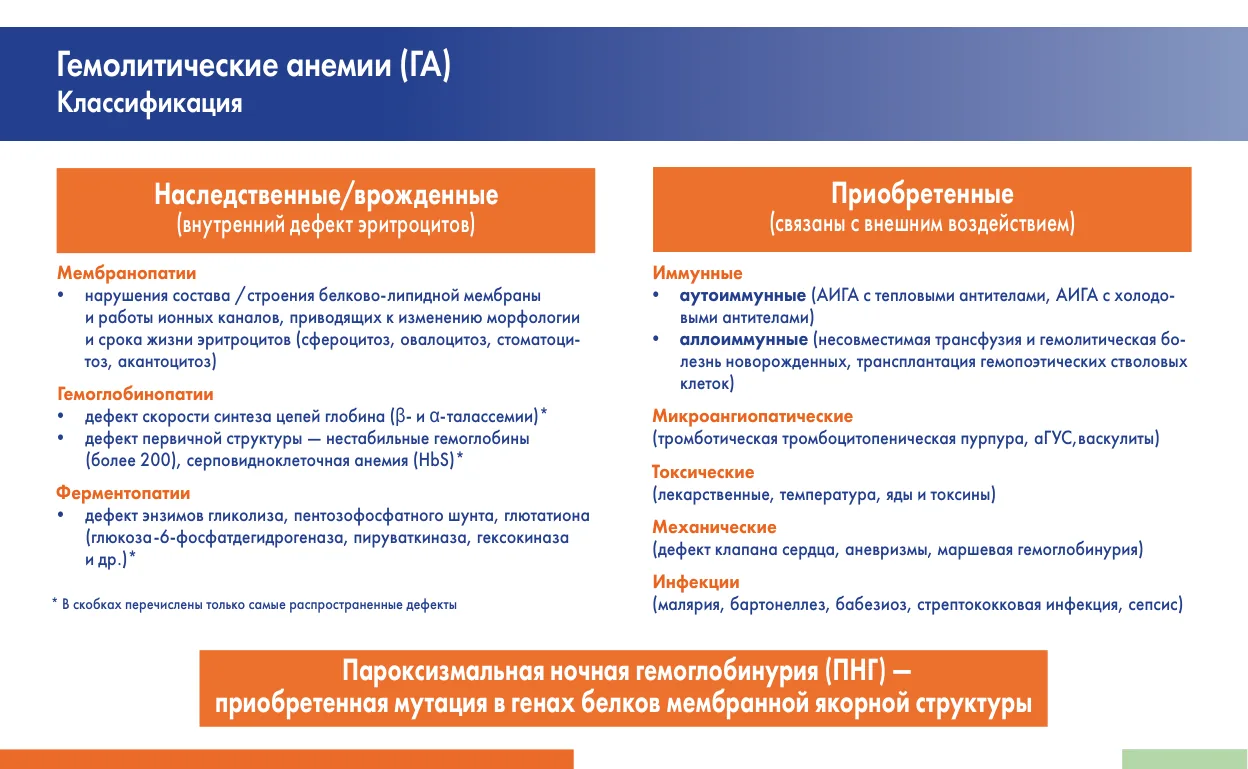 Гемолитические анемии (ГА)
Классификация
Наследственные/врожденные
(внутренний дефект эритроцитов)
Мембранопатии
• нарушения состава /строения белково-липидной мембраны
и работы ионных каналов, приводящих к изменению морфологии
и срока жизни эритроцитов (сфероцитоз, овалоцитоз, стоматоци-
тоз, акантоцитоз)
Гемоглобинопатии
• дефект скорости синтеза цепей глобина (β- и α-талассемии)*
• дефект первичной структуры — нестабильные гемоглобины
(более 200), серповидноклеточная анемия (HbS)*
Ферментопатии
• дефект энзимов гликолиза, пентозофосфатного шунта, глютатиона
(глюкоза-6-фосфатдегидрогеназа, пируваткиназа, гексокиназа
и др.)*
* В скобках перечислены только самые распространенные дефекты
Приобретенные
(связаны с внешним воздействием)
Иммунные
• аутоиммунные (АИГА с тепловыми антителами, АИГА с холодо-
выми антителами)
• аллоиммунные (несовместимая трансфузия и гемолитическая бо-
лезнь новорожденных, трансплантация гемопоэтических стволовых
клеток)
Микроангиопатические
(тромботическая тромбоцитопеническая пурпура, аГУС,васкулиты)
Токсические
(лекарственные, температура, яды и токсины)
Механические
(дефект клапана сердца, аневризмы, маршевая гемоглобинурия)
Инфекции
(малярия, бартонеллез, бабезиоз, стрептококковая инфекция, сепсис)
Пароксизмальная ночная гемоглобинурия (ПНГ) —
приобретенная мутация в генах белков мембранной якорной структуры